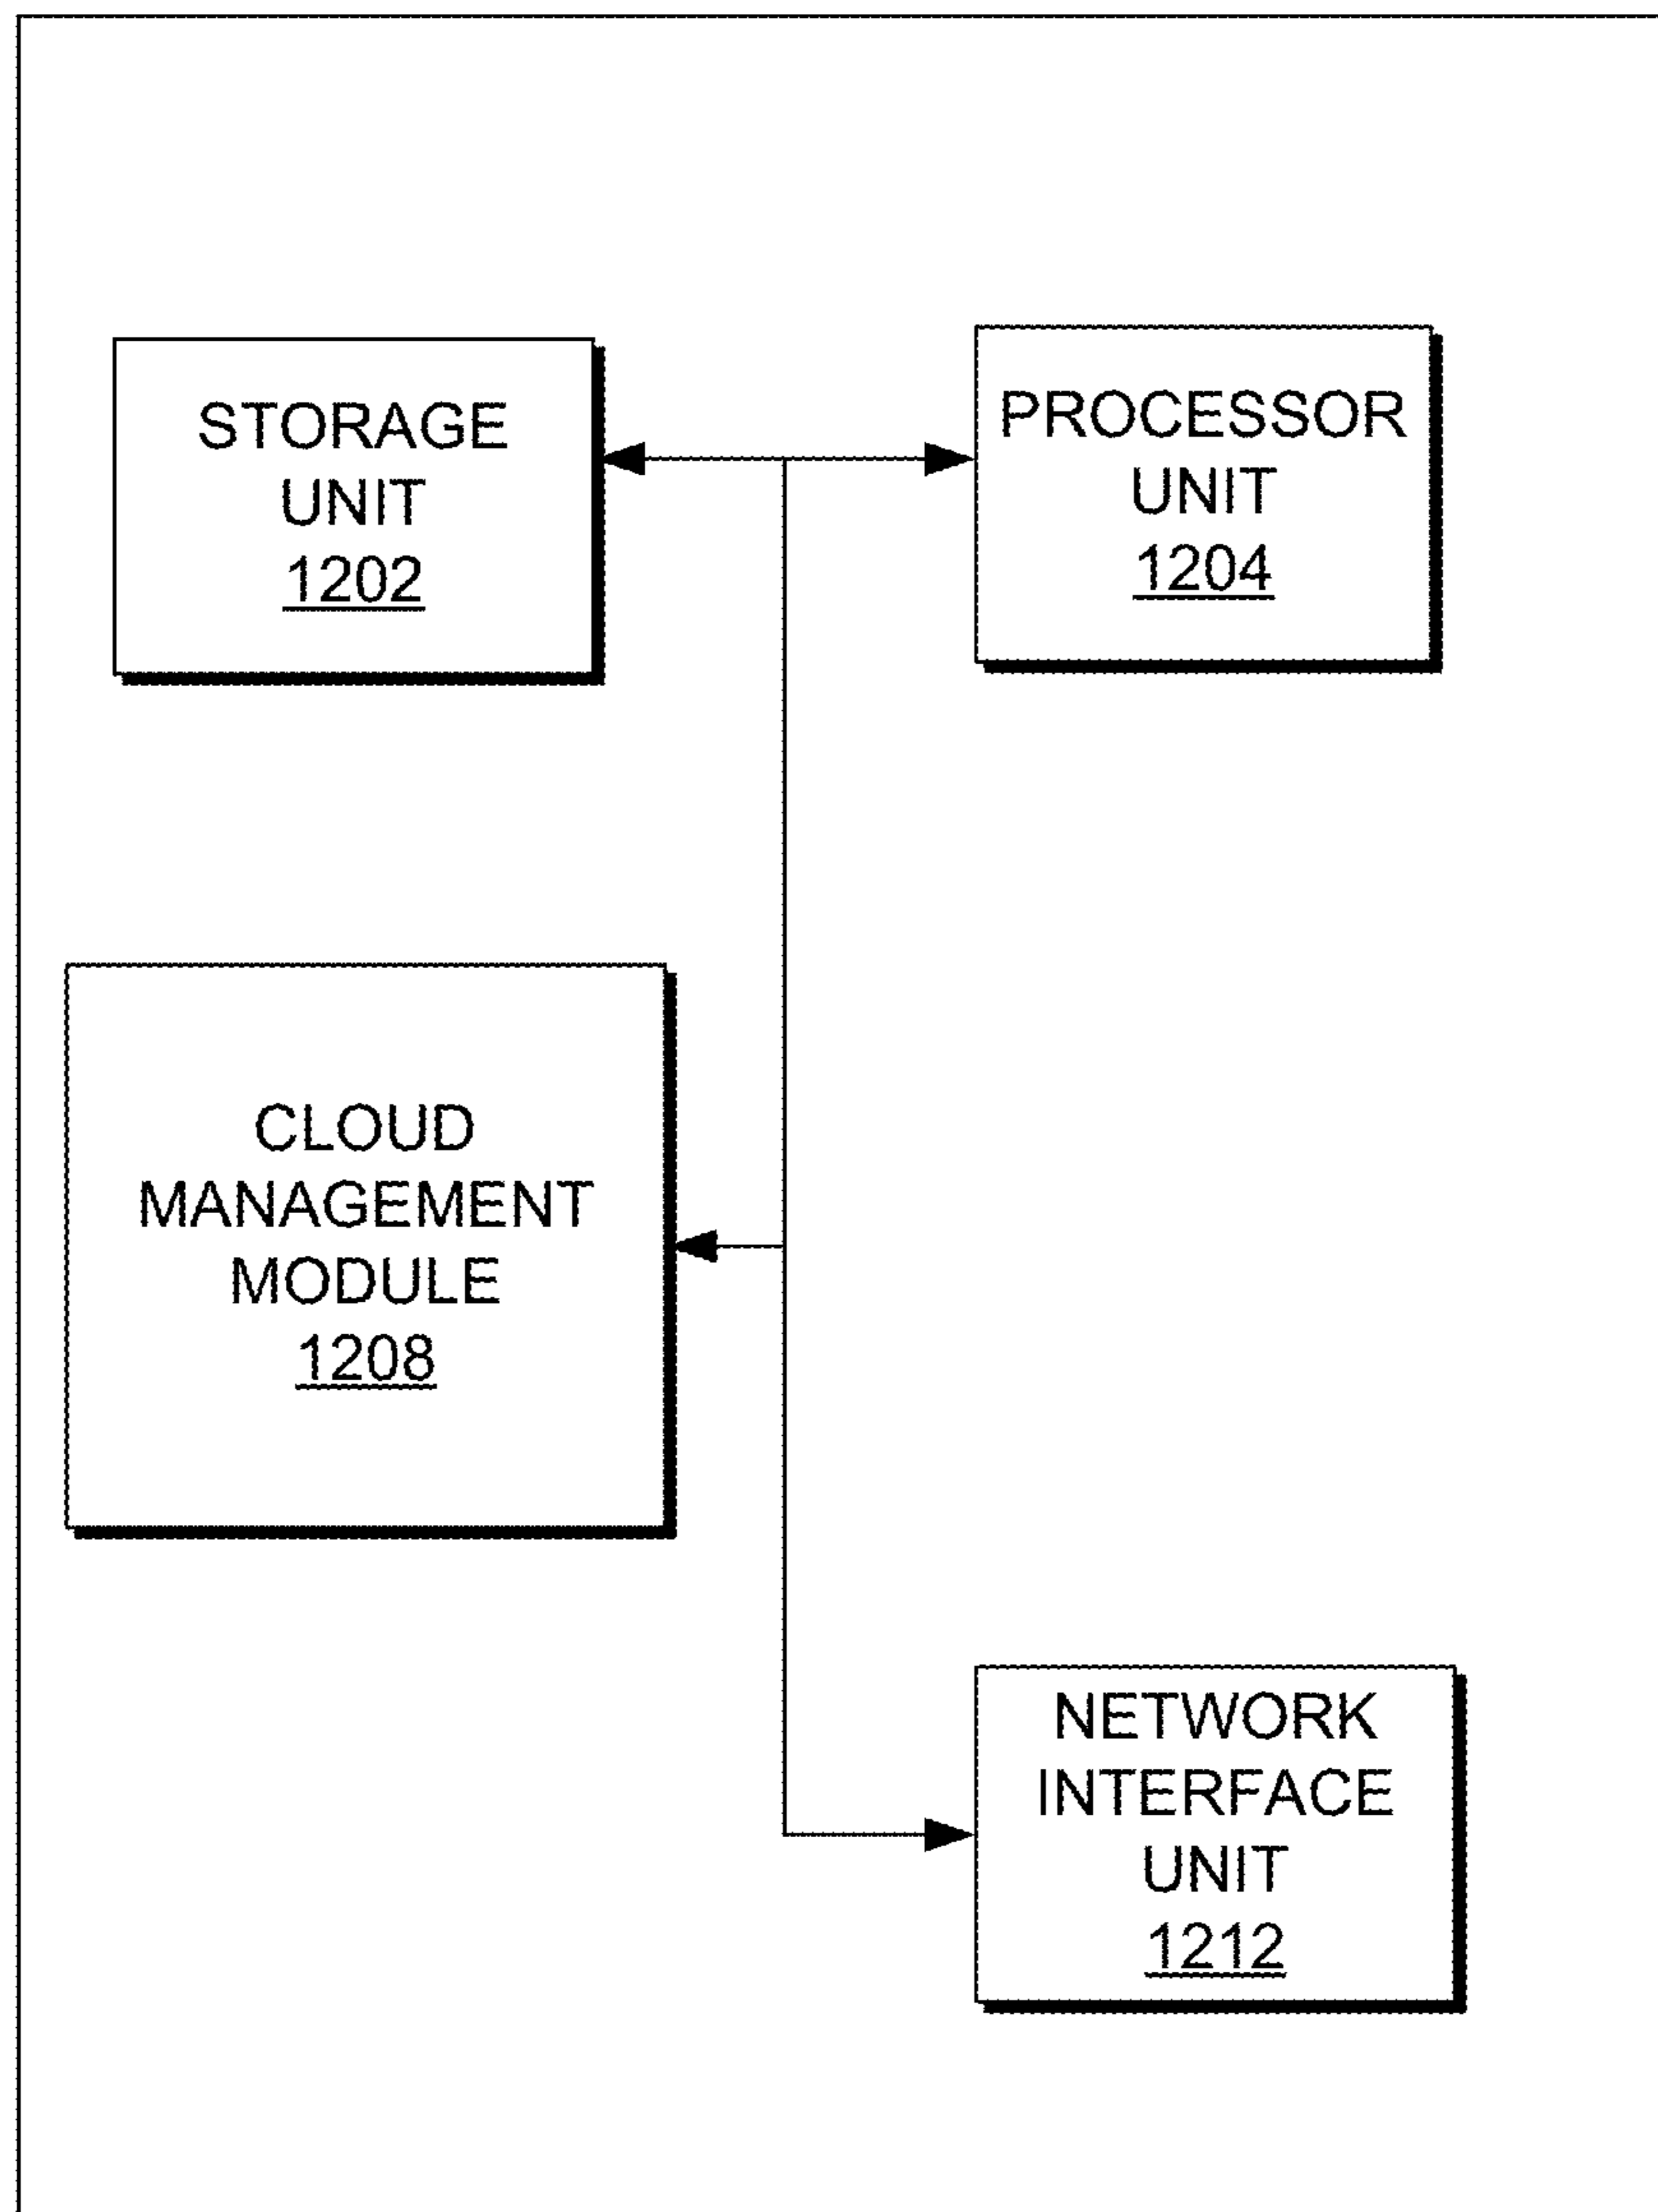 STORAGE
UNIT
1202
PROCESSOR
UNIT
1204
CLOUD
MANAGEMENT
MODULE
1208
NETWORK
INTERFACE
UNIT
1212